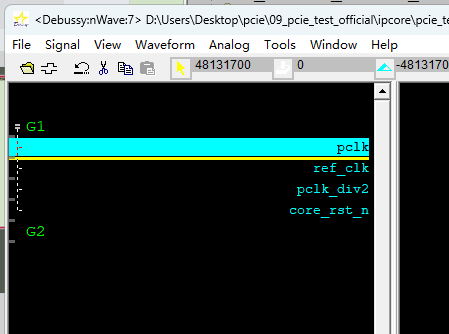 <Debussy:nWave:7> D:\Users\Desktop\pcie\09_pcie_test_official\ipcore\pcie_te
File Signal View Waveform Analog Tools Window Help
48131700 0 -4813170
G1
pclk
ref_clk
pclk_div2
core_rst_n
G2